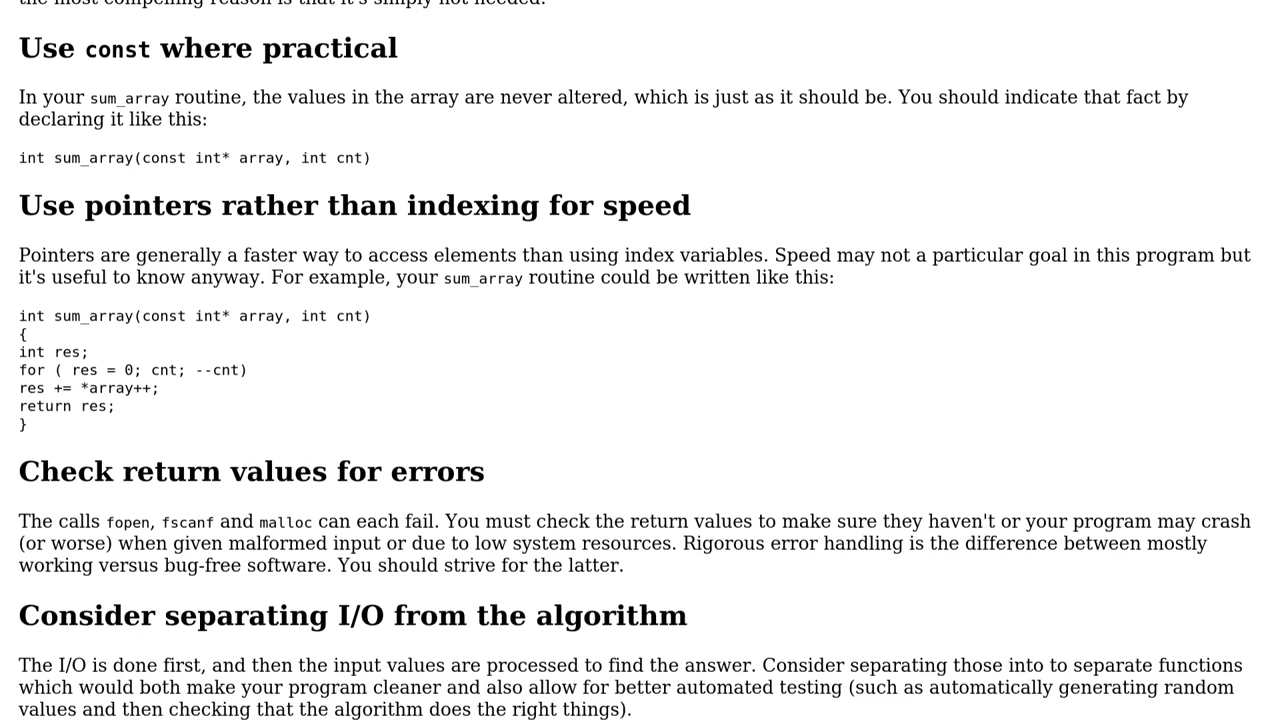 the most compelling reason is that it's simply not needed.
Use const where practical
In your sum_array routine, the values in the array are never altered, which is just as it should be. You should indicate that fact by
declaring it like this:
int sum_array(const int* array, int cnt)
Use pointers rather than indexing for speed
Pointers are generally a faster way to access elements than using index variables. Speed may not a particular goal in this program but
it's useful to know anyway. For example, your sum_array routine could be written like this:
int sum_array(const int* array, int cnt)
{
int res;
for ( res = 0; cnt; --cnt)
res += *array++;
return res;
}
Check return values for errors
The calls fopen, fscanf and malloc can each fail. You must check the return values to make sure they haven't or your program may crash
(or worse) when given malformed input or due to low system resources. Rigorous error handling is the difference between mostly
working versus bug-free software. You should strive for the latter.
Consider separating I/O from the algorithm
The I/O is done first, and then the input values are processed to find the answer. Consider separating those into to separate functions
which would both make your program cleaner and also allow for better automated testing (such as automatically generating random
values and then checking that the algorithm does the right things).